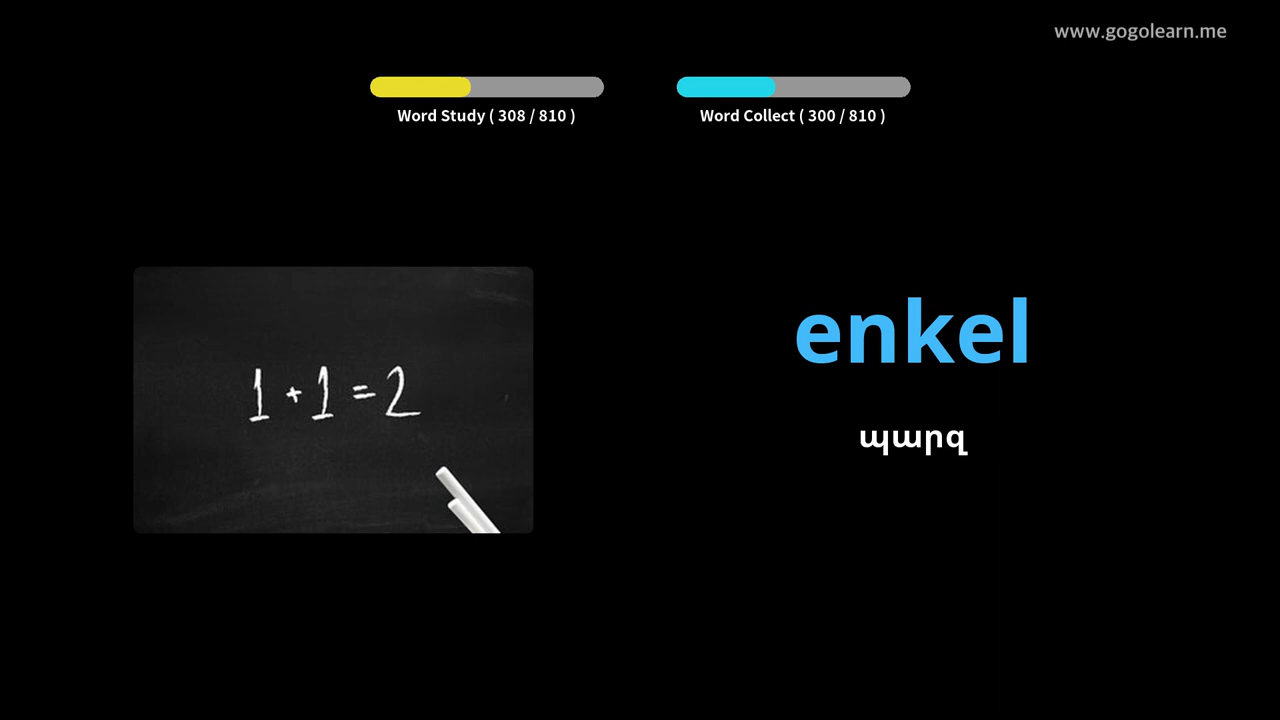 www.gogolearn.me
Word Study ( 308 / 810 )
Word Collect ( 300 / 810 )
1 + 1 = 2
enkel
պարզ